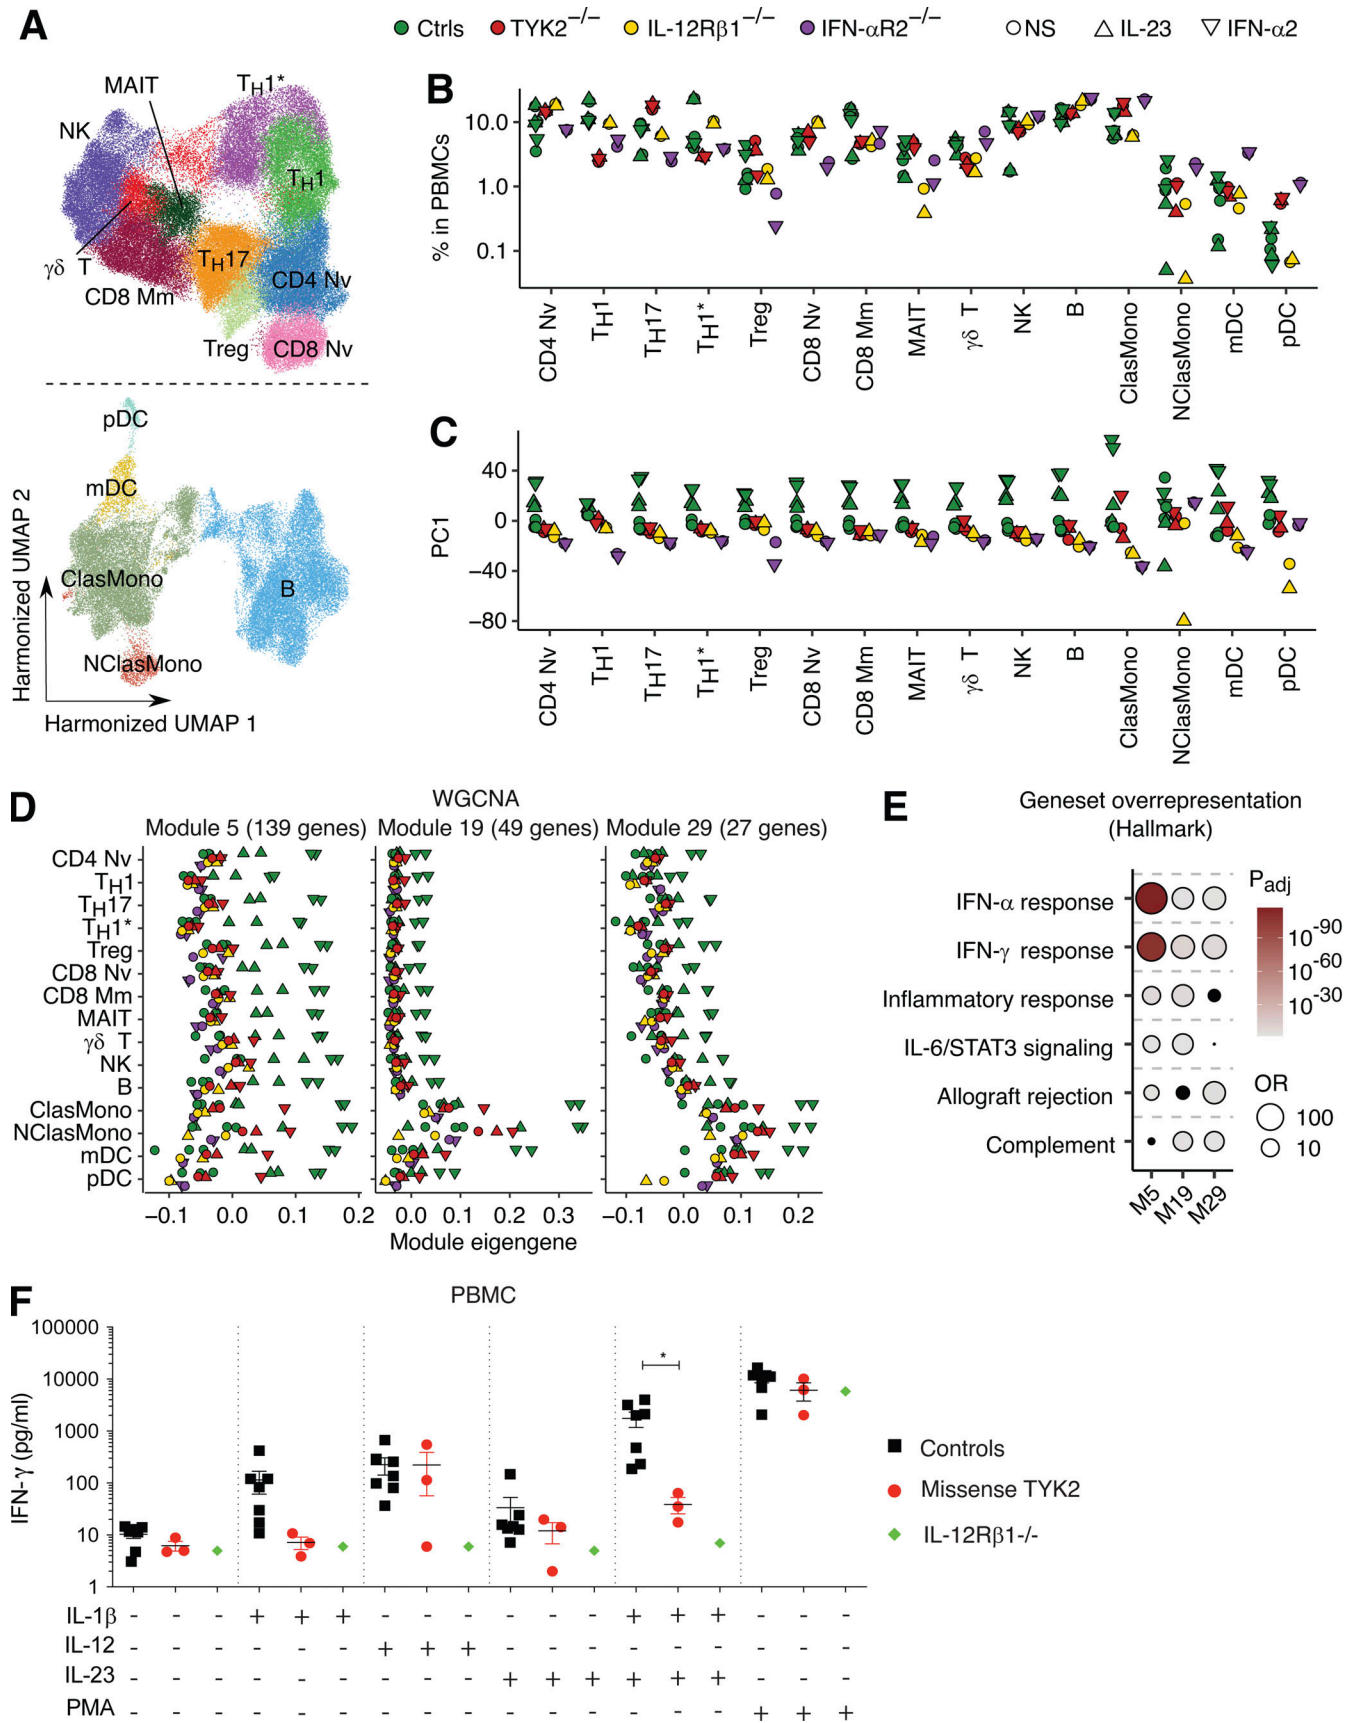 A
Ctrls TYK2−/− IL-12Rβ1−/− IFN-αR2−/− NS IL-23 IFN-α2
MAIT
TH1*
NK
TH1
TH17
γδ T
CD4 Nv
CD8 Mm
Treg
CD8 Nv
pDC
mDC
ClasMono
B
NClasMono
Harmonized UMAP 2
Harmonized UMAP 1
B
% in PBMCs
10.0
1.0
0.1
CD4 Nv TH1 TH17 TH1* Treg CD8 Nv CD8 Mm MAIT γδ T NK B ClasMono NClasMono mDC pDC
C
PC1
40
0
−40
−80
CD4 Nv TH1 TH17 TH1* Treg CD8 Nv CD8 Mm MAIT γδ T NK B ClasMono NClasMono mDC pDC
D
WGCNA
Module 5 (139 genes) Module 19 (49 genes) Module 29 (27 genes)
CD4 Nv
TH1
TH17
TH1*
Treg
CD8 Nv
CD8 Mm
MAIT
γδ T
NK
B
ClasMono
NClasMono
mDC
pDC
−0.1 0.0 0.1 0.2 0.0 0.1 0.2 0.3 −0.1 0.0 0.1 0.2
Module eigengene
E
Geneset overrepresentation
(Hallmark)
IFN-α response
IFN-γ response
Inflammatory response
IL-6/STAT3 signaling
Allograft rejection
Complement
M5 M19 M29
Padj
10−90
10−60
10−30
OR
100
10
F
PBMC
IFN-γ (pg/ml)
100000
10000
1000
100
10
1
*
Controls
Missense TYK2
IL-12Rβ1-/-
IL-1β - - - + + + - - - - - - + + + - - -
IL-12 - - - - - - + + + - - - - - - - - -
IL-23 - - - - - - - - - + + + + + + - - -
PMA - - - - - - - - - - - - - - - + + +